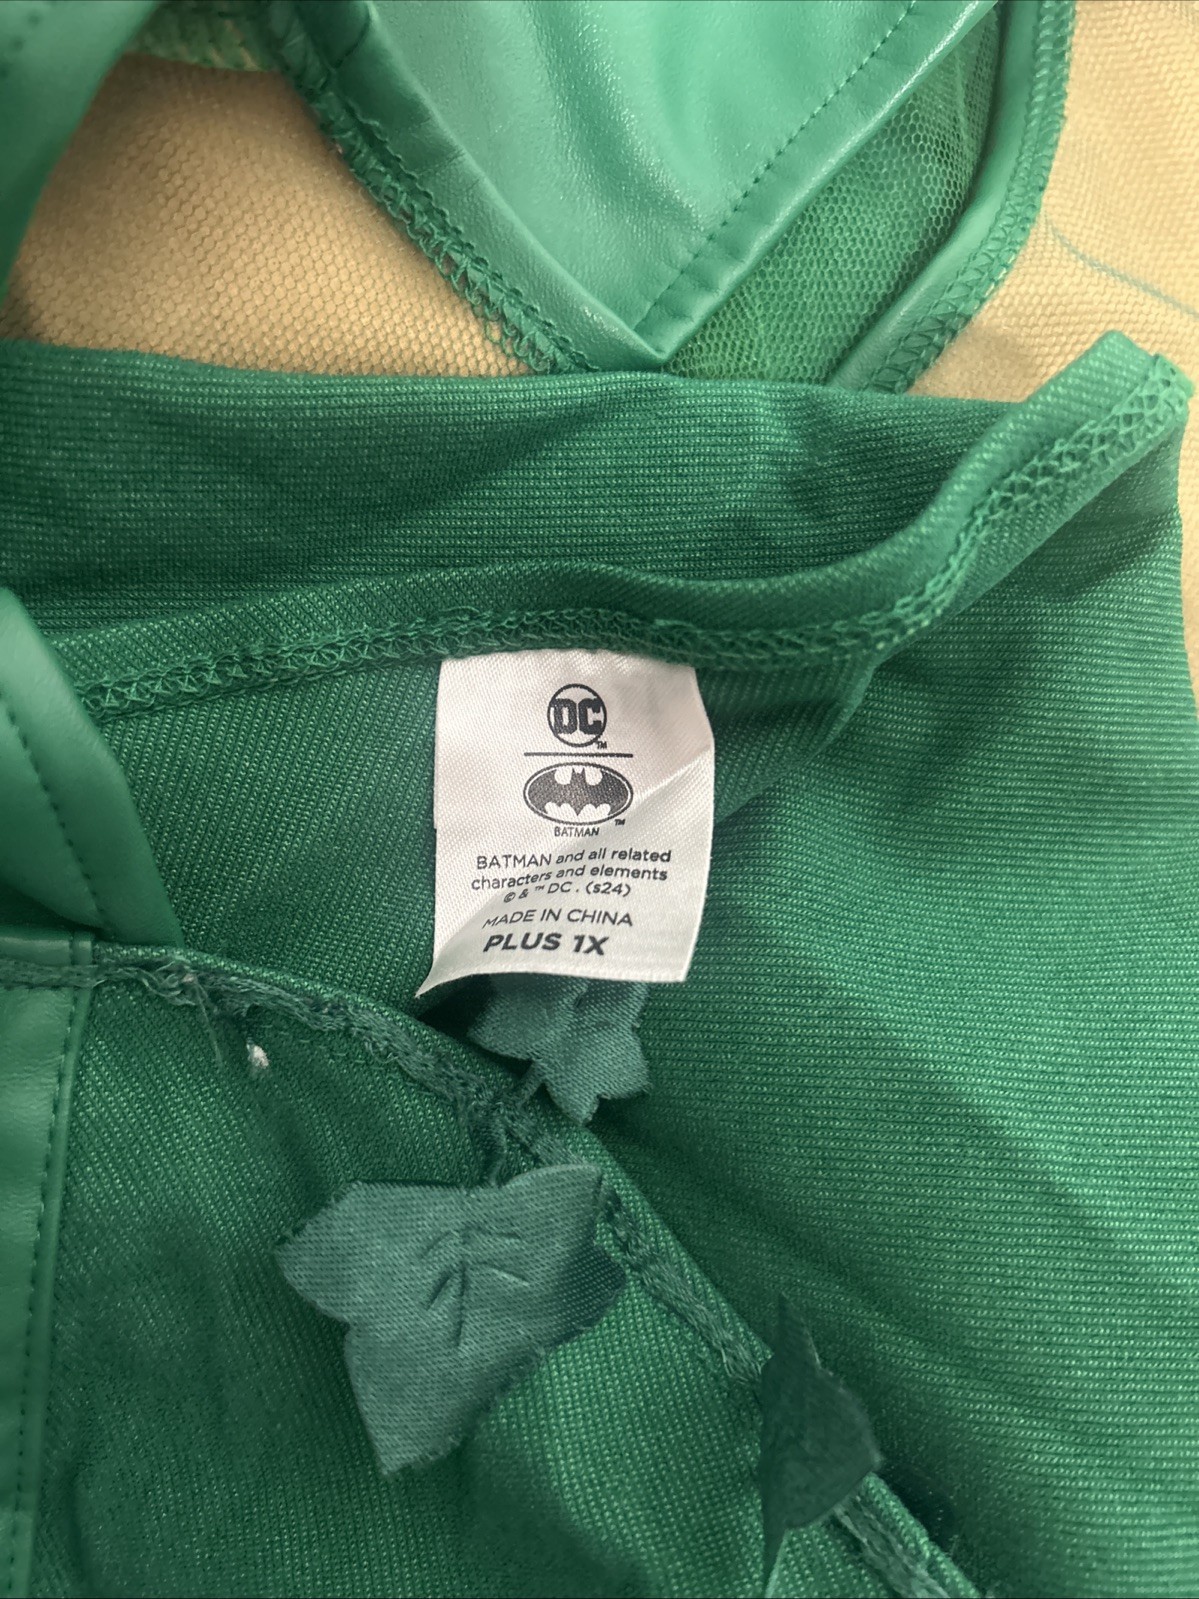 DC
TM
TM
BATMAN
BATMAN and all related
characters and elements
© & ™ DC. (s24)
MADE IN CHINA
PLUS 1X